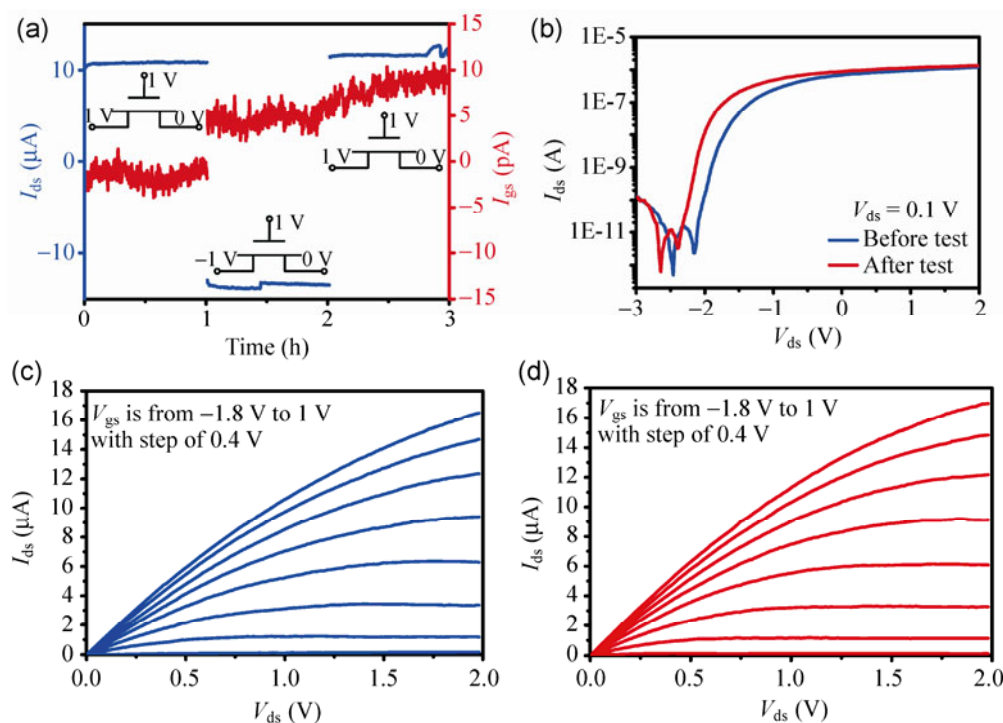 (a)
15
10
5
0
−5
−10
−15
10
0
−10
I_ds (μA)
I_gs (pA)
1 V
1 V
0 V
1 V
−1 V
0 V
1 V
1 V
0 V
0
1
2
3
Time (h)
(b)
1E-5
1E-7
1E-9
1E-11
I_ds (A)
V_ds = 0.1 V
Before test
After test
−3
−2
−1
0
1
2
V_ds (V)
(c)
18
16
14
12
10
8
6
4
2
0
I_ds (μA)
V_gs is from −1.8 V to 1 V
with step of 0.4 V
0.0
0.5
1.0
1.5
2.0
V_ds (V)
(d)
18
16
14
12
10
8
6
4
2
0
I_ds (μA)
V_gs is from −1.8 V to 1 V
with step of 0.4 V
0.0
0.5
1.0
1.5
2.0
V_ds (V)